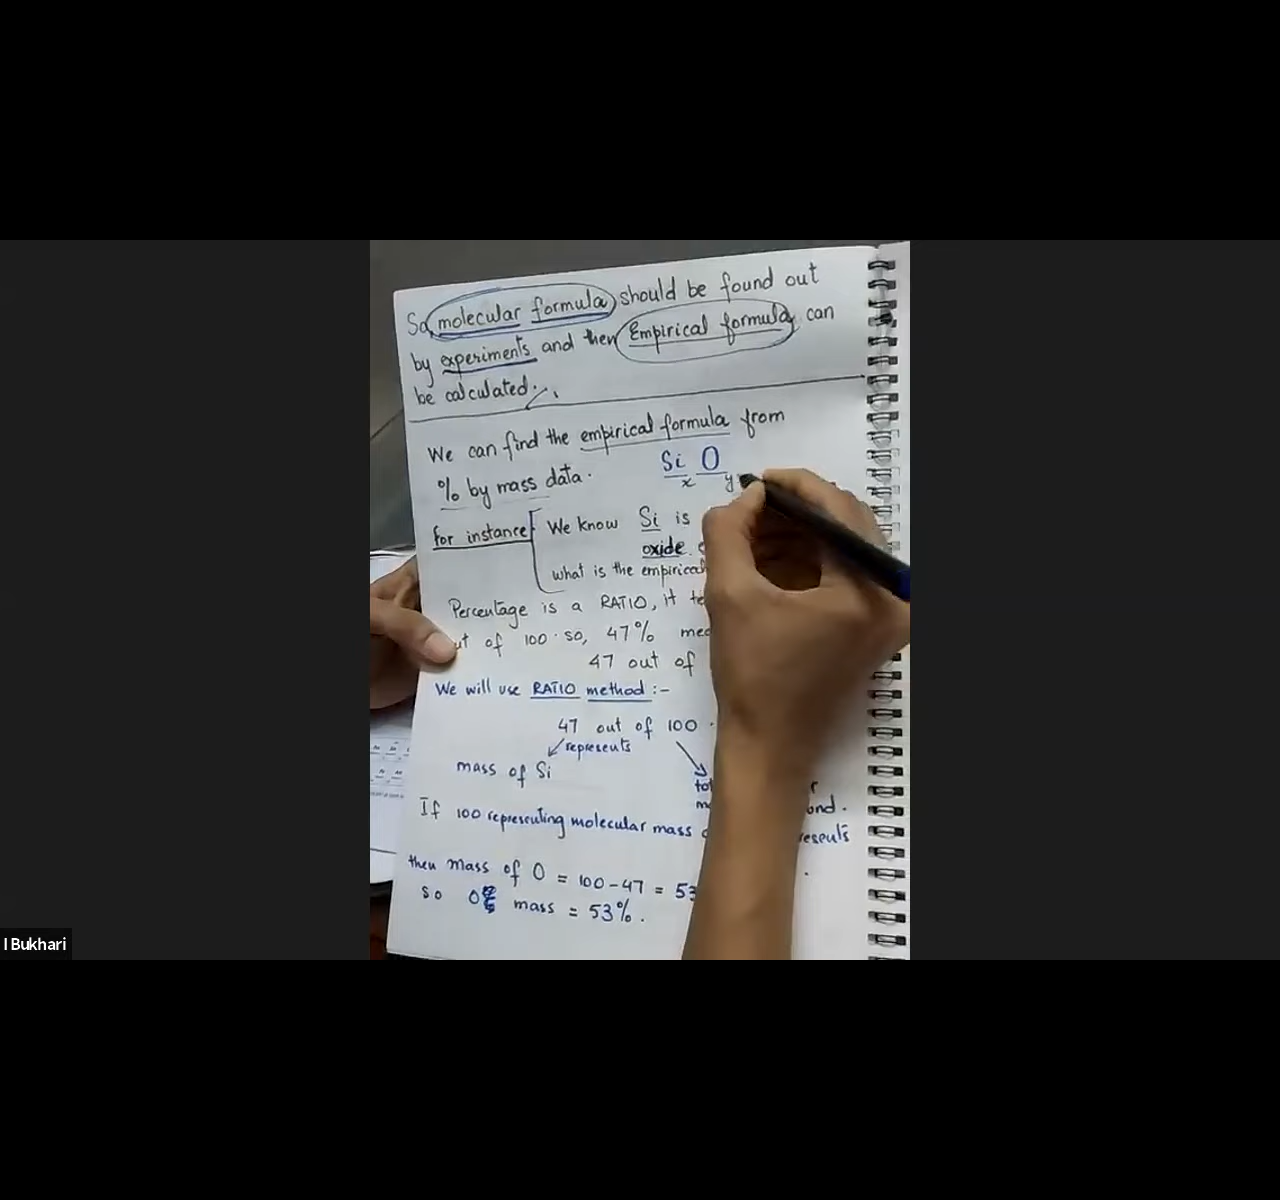 So molecular formula should be found out
by experiments and then Empirical formula can
be calculated.
We can find the empirical formula from
% by mass data.
Si O
x y
For instance We know Si is
oxide
what is the empirical
Percentage is a RATIO, it
of 100. so, 47%
47 out of
We will use RATIO method :-
47 out of 100
represents
mass of Si
If 100 representing molecular mass
then mass of O = 100 - 47 = 53
so O mass = 53%.
I Bukhari